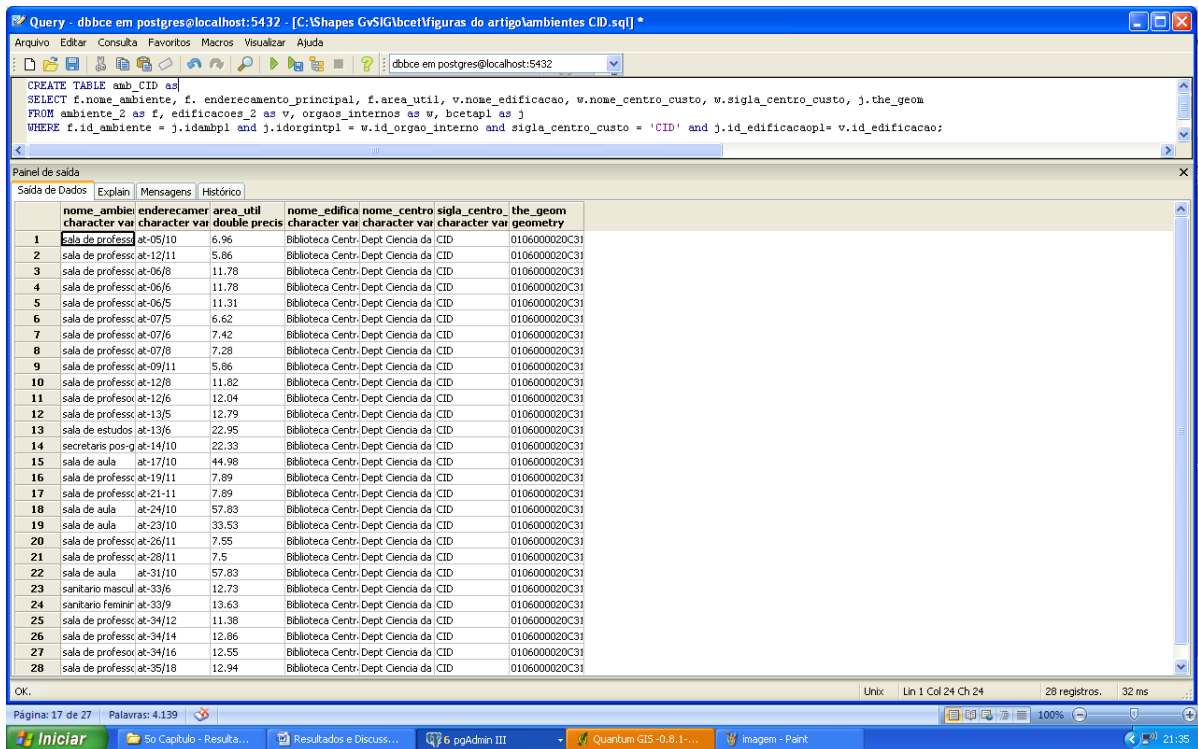 Query - dbbce em postgres@localhost:5432 - [C:\Shapes GvSIG\bcet\figuras do artigo\ambientes CID.sql] *
Arquivo Editar Consulta Favoritos Macros Visualizar Ajuda
dbbce em postgres@localhost:5432
CREATE TABLE amb_CID as
SELECT f.nome_ambiente, f. enderecamento_principal, f.area_util, v.nome_edificacao, w.nome_centro_custo, w.sigla_centro_custo, j.the_geom
FROM ambiente_2 as f, edificacoes_2 as v, orgaos_internos as w, bcetapl as j
WHERE f.id_ambiente = j.idambpl and j.idorgintpl = w.id_orgao_interno and sigla_centro_custo = 'CID' and j.id_edificacaopl= v.id_edificacao;
Painel de saída
Saída de Dados Explain Mensagens Histórico
nome_ambie enderecamer area_util nome_edifica nome_centro sigla_centro_ the_geom
character var character var double precis character var character var character var geometry
1 sala de professo at-05/10 6.96 Biblioteca Centr. Dept Ciencia da CID 0106000020C31
2 sala de professo at-12/11 5.86 Biblioteca Centr. Dept Ciencia da CID 0106000020C31
3 sala de professo at-06/8 11.78 Biblioteca Centr. Dept Ciencia da CID 0106000020C31
4 sala de professo at-06/6 11.78 Biblioteca Centr. Dept Ciencia da CID 0106000020C31
5 sala de professo at-06/5 11.31 Biblioteca Centr. Dept Ciencia da CID 0106000020C31
6 sala de professo at-07/5 6.62 Biblioteca Centr. Dept Ciencia da CID 0106000020C31
7 sala de professo at-07/6 7.42 Biblioteca Centr. Dept Ciencia da CID 0106000020C31
8 sala de professo at-07/8 7.28 Biblioteca Centr. Dept Ciencia da CID 0106000020C31
9 sala de professo at-09/11 5.86 Biblioteca Centr. Dept Ciencia da CID 0106000020C31
10 sala de professo at-12/8 11.82 Biblioteca Centr. Dept Ciencia da CID 0106000020C31
11 sala de profesoo at-12/6 12.04 Biblioteca Centr. Dept Ciencia da CID 0106000020C31
12 sala de professo at-13/5 12.79 Biblioteca Centr. Dept Ciencia da CID 0106000020C31
13 sala de estudos at-13/6 22.95 Biblioteca Centr. Dept Ciencia da CID 0106000020C31
14 secretaris pos-g at-14/10 22.33 Biblioteca Centr. Dept Ciencia da CID 0106000020C31
15 sala de aula at-17/10 44.98 Biblioteca Centr. Dept Ciencia da CID 0106000020C31
16 sala de professo at-19/11 7.89 Biblioteca Centr. Dept Ciencia da CID 0106000020C31
17 sala de professo at-21-11 7.89 Biblioteca Centr. Dept Ciencia da CID 0106000020C31
18 sala de aula at-24/10 57.83 Biblioteca Centr. Dept Ciencia da CID 0106000020C31
19 sala de aula at-23/10 33.53 Biblioteca Centr. Dept Ciencia da CID 0106000020C31
20 sala de professo at-26/11 7.55 Biblioteca Centr. Dept Ciencia da CID 0106000020C31
21 sala de professo at-28/11 7.5 Biblioteca Centr. Dept Ciencia da CID 0106000020C31
22 sala de aula at-31/10 57.83 Biblioteca Centr. Dept Ciencia da CID 0106000020C31
23 sanitario mascul at-33/6 12.73 Biblioteca Centr. Dept Ciencia da CID 0106000020C31
24 sanitario feminir at-33/9 13.63 Biblioteca Centr. Dept Ciencia da CID 0106000020C31
25 sala de professo at-34/12 11.38 Biblioteca Centr. Dept Ciencia da CID 0106000020C31
26 sala de professo at-34/14 12.86 Biblioteca Centr. Dept Ciencia da CID 0106000020C31
27 sala de profesoo at-34/16 12.55 Biblioteca Centr. Dept Ciencia da CID 0106000020C31
28 sala de professo at-35/18 12.94 Biblioteca Centr. Dept Ciencia da CID 0106000020C31
OK. Unix Lin 1 Col 24 Ch 24 28 registros. 32 ms
Página: 17 de 27 Palavras: 4.139 100%
Iniciar 5o Capítulo - Resulta... Resultados e Discuss... 6 pgAdmin III Quantum GIS -0.8.1-... imagem - Paint 21:35